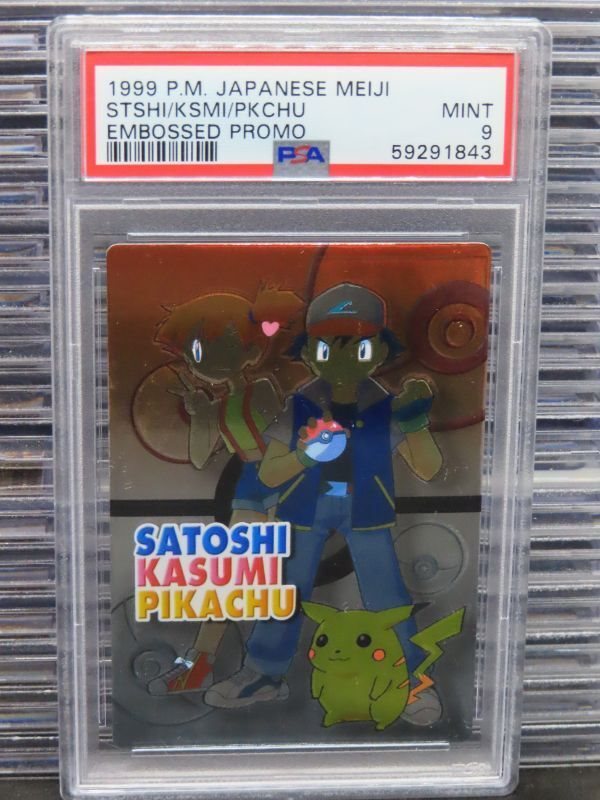 1999 P.M. JAPANESE MEIJI
STSHI/KSMI/PKCHU MINT
EMBOSSED PROMO 9
PSA 59291843
SATOSHI
KASUMI
PIKACHU